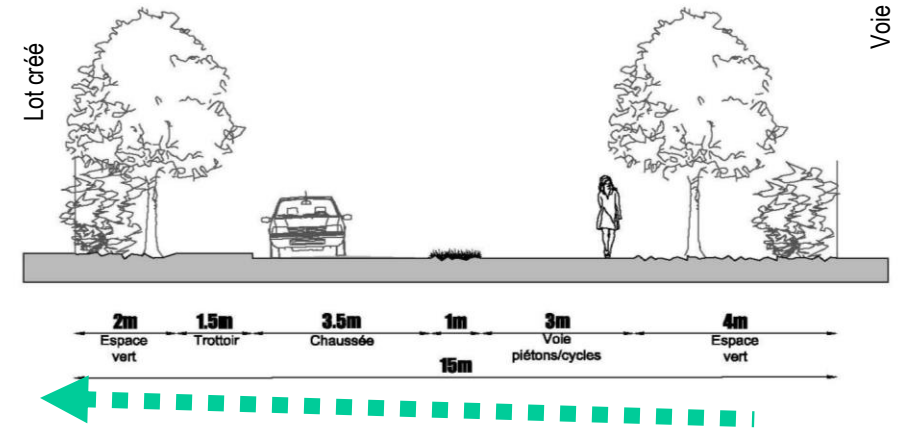 Lot créé
Voie
2m
1.5m
3.5m
1m
3m
4m
Espace
vert
Trottoir
Chaussée
Voie
piétons/cycles
Espace
vert
15m